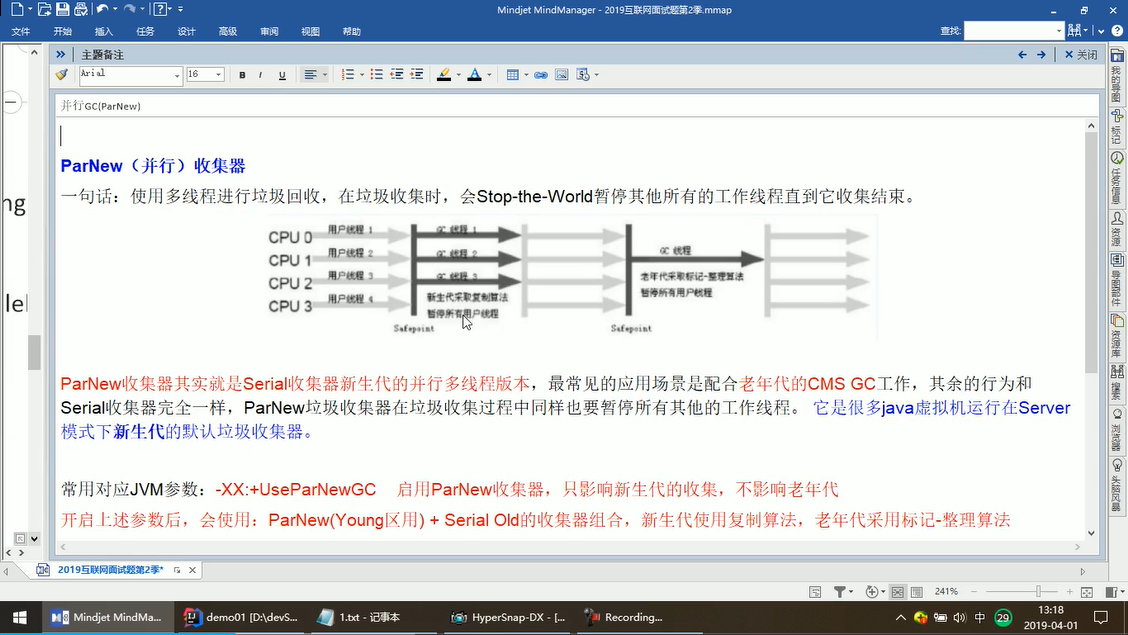 Mindjet MindManager - 2019互联网面试题第2季.mmap
文件 开始 插入 任务 设计 高级 审阅 视图 帮助 查找:
主题备注 关闭
Arial 16 B I U
并行GC(ParNew)
ParNew（并行）收集器
一句话：使用多线程进行垃圾回收，在垃圾收集时，会Stop-the-World暂停其他所有的工作线程直到它收集结束。
CPU 0 用户线程 1 GC 线程 1
CPU 1 用户线程 2 GC 线程 2
CPU 2 用户线程 3 GC 线程 3
CPU 3 用户线程 4
新生代采取复制算法
暂停所有用户线程
Safepoint
GC 线程
老年代采取标记-整理算法
暂停所有用户线程
Safepoint
ParNew收集器其实就是Serial收集器新生代的并行多线程版本，最常见的应用场景是配合老年代的CMS GC工作，其余的行为和
Serial收集器完全一样，ParNew垃圾收集器在垃圾收集过程中同样也要暂停所有其他的工作线程。 它是很多java虚拟机运行在Server
模式下新生代的默认垃圾收集器。
常用对应JVM参数：-XX:+UseParNewGC 启用ParNew收集器，只影响新生代的收集，不影响老年代
开启上述参数后，会使用：ParNew(Young区用) + Serial Old的收集器组合，新生代使用复制算法，老年代采用标记-整理算法
ng
le
我的导图
标记
任务信息
资源
导图部件
资源库
搜索
浏览器
头脑风暴
2019互联网面试题第2季*
241%
Mindjet MindMa... demo01 [D:\devS... 1.txt - 记事本 HyperSnap-DX - [... Recording...
中 29 13:18
2019-04-01